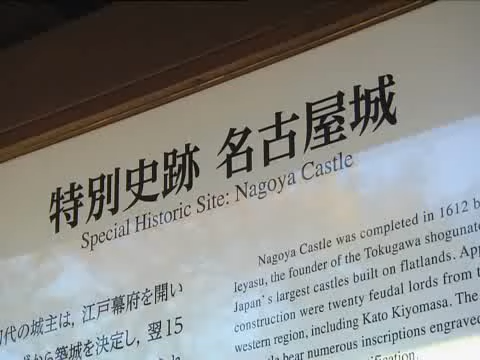 特別史跡 名古屋城
Special Historic Site: Nagoya Castle
代の城主は, 江戸幕府を開い
から築城を決定し, 翌15
Nagoya Castle was completed in 1612 b
Ieyasu, the founder of the Tokugawa shogunat
Japan's largest castles built on flatlands. App
construction were twenty feudal lords from t
western region, including Kato Kiyomasa. The
bear numerous inscriptions engraved